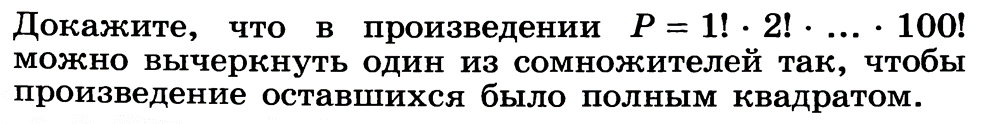 Докажите, что в произведении P = 1! · 2! · ... · 100!
можно вычеркнуть один из сомножителей так, чтобы
произведение оставшихся было полным квадратом.